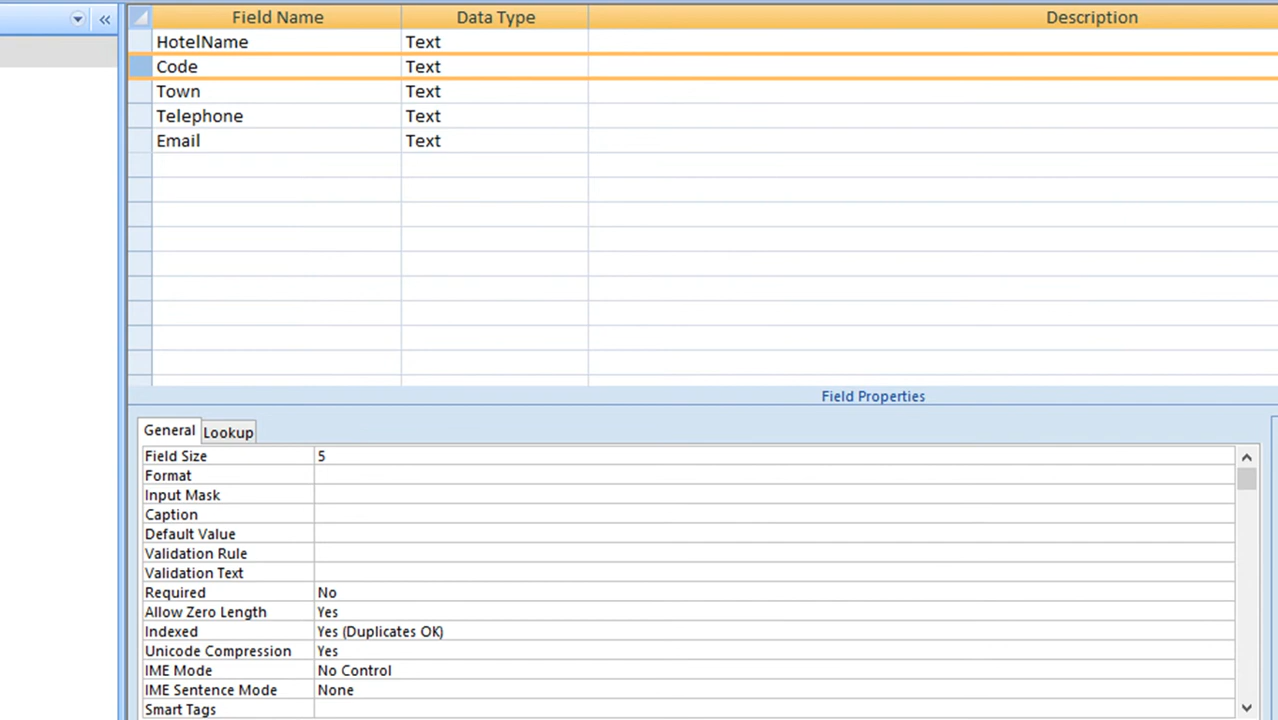 Field Name Data Type Description
HotelName Text
Code Text
Town Text
Telephone Text
Email Text
Field Properties
General Lookup
Field Size 5
Format
Input Mask
Caption
Default Value
Validation Rule
Validation Text
Required No
Allow Zero Length Yes
Indexed Yes (Duplicates OK)
Unicode Compression Yes
IME Mode No Control
IME Sentence Mode None
Smart Tags